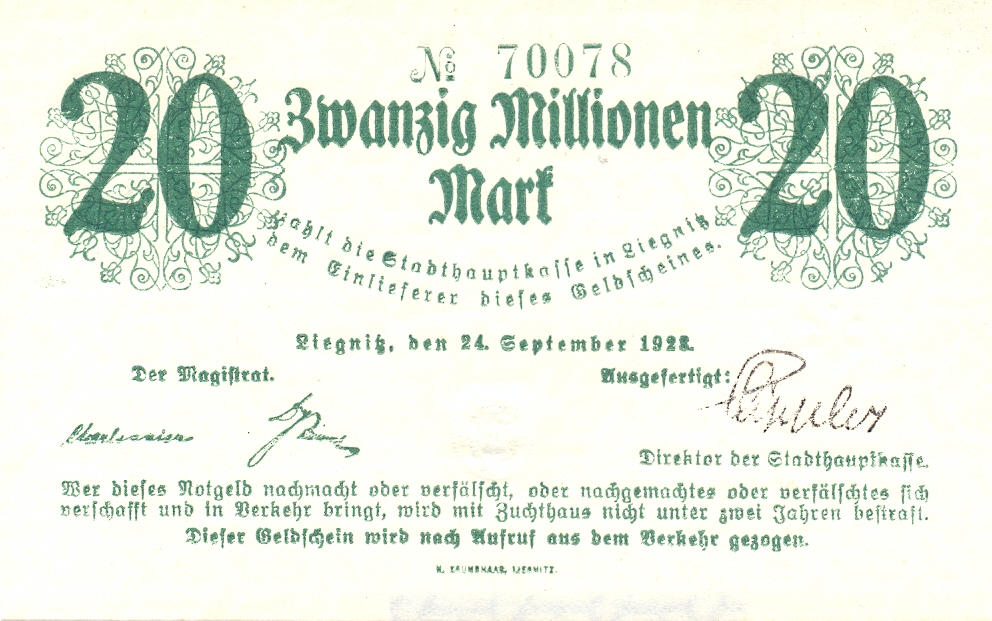 № 70078
20 Zwanzig Millionen 20
Mark
zahlt die Stadthauptkasse in Liegnitz
dem Einlieferer dieses Geldscheines.
Liegnitz, den 24. September 1923.
Der Magistrat. Ausgefertigt:
Direktor der Stadthauptkasse.
Wer dieses Notgeld nachmacht oder verfälscht, oder nachgemachtes oder verfälschtes sich
verschafft und in Verkehr bringt, wird mit Zuchthaus nicht unter zwei Jahren bestraft.
Dieser Geldschein wird nach Aufruf aus dem Verkehr gezogen.
H. KRUMBHAAR, LIEGNITZ.